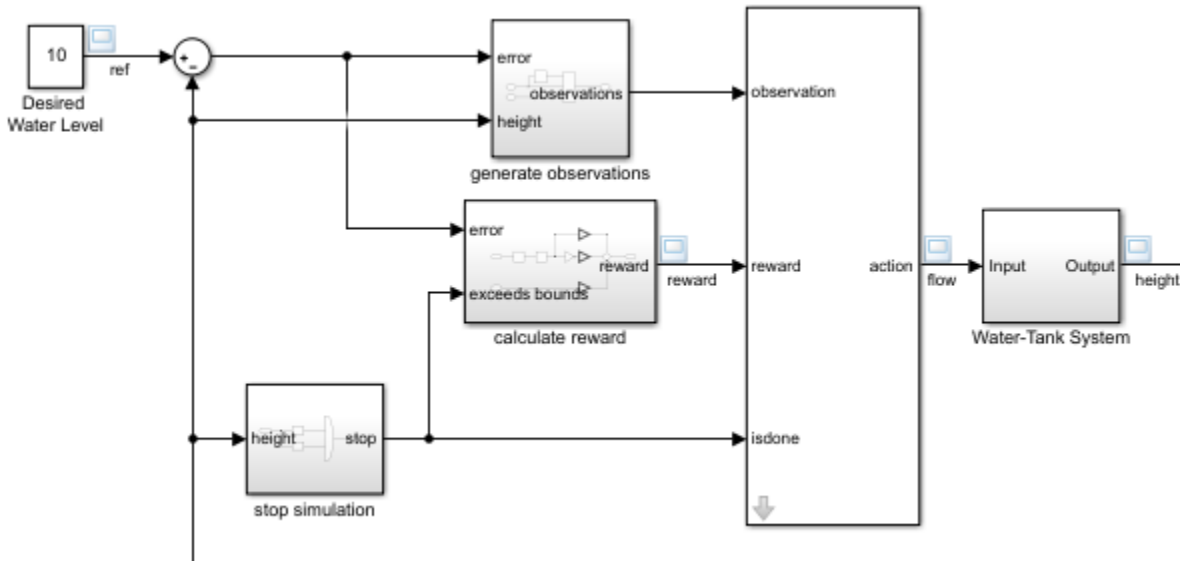 10
ref
Desired
Water Level
+
-
error
observations
height
generate observations
error
reward
exceeds bounds
calculate reward
reward
height
stop
stop simulation
observation
reward
action
isdone
flow
Input
Output
Water-Tank System
height